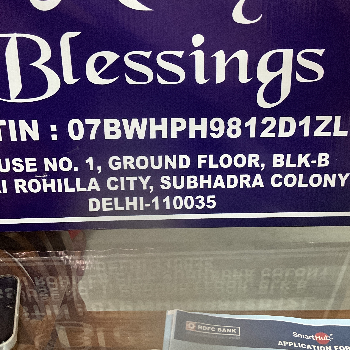 Blessings
TIN : 07BWHPH9812D1ZL
USE NO. 1, GROUND FLOOR, BLK-B
I ROHILLA CITY, SUBHADRA COLONY
DELHI-110035
HDFC BANK
SmartHub
APPLICATION FOR